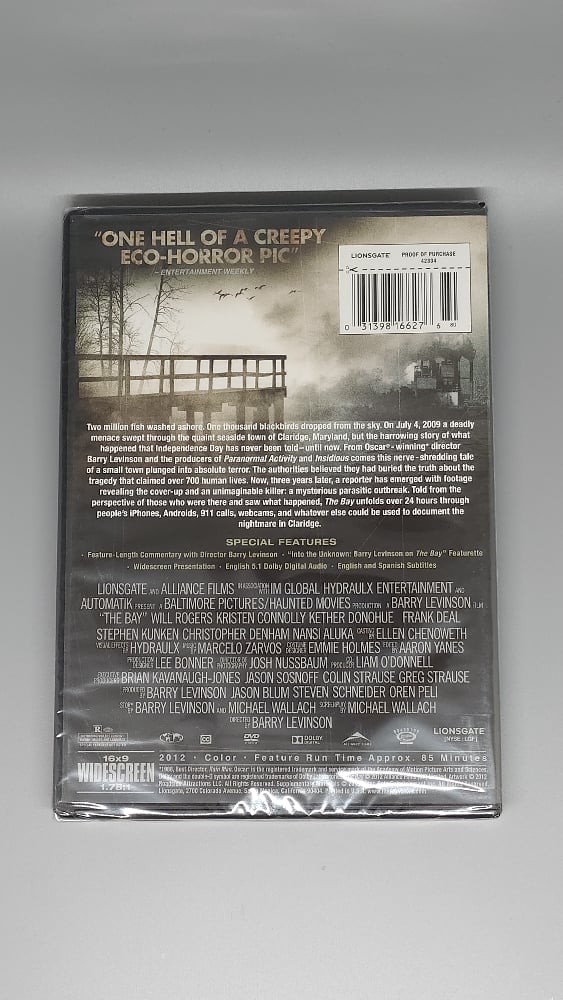 "ONE HELL OF A CREEPY
ECO-HORROR PIC"
– ENTERTAINMENT WEEKLY
LIONSGATE PROOF OF PURCHASE
42894
0 31398 16627 6
Two million fish washed ashore. One thousand blackbirds dropped from the sky. On July 4, 2009 a deadly
menace swept through the quaint seaside town of Claridge, Maryland, but the harrowing story of what
happened that Independence Day has never been told–until now. From Oscar®-winning* director
Barry Levinson and the producers of Paranormal Activity and Insidious comes this nerve-shredding tale
of a small town plunged into absolute terror. The authorities believed they had buried the truth about the
tragedy that claimed over 700 human lives. Now, three years later, a reporter has emerged with footage
revealing the cover-up and an unimaginable killer: a mysterious parasitic outbreak. Told from the
perspective of those who were there and saw what happened, The Bay unfolds over 24 hours through
people's iPhones, Androids, 911 calls, webcams, and whatever else could be used to document the
nightmare in Claridge.
SPECIAL FEATURES
• Feature-Length Commentary with Director Barry Levinson • "Into the Unknown: Barry Levinson on The Bay" Featurette
• Widescreen Presentation • English 5.1 Dolby Digital Audio • English and Spanish Subtitles
LIONSGATE AND ALLIANCE FILMS IN ASSOCIATION WITH IM GLOBAL HYDRAULX ENTERTAINMENT AND
AUTOMATIK PRESENT A BALTIMORE PICTURES/HAUNTED MOVIES PRODUCTION A BARRY LEVINSON FILM
"THE BAY" WILL ROGERS KRISTEN CONNOLLY KETHER DONOHUE FRANK DEAL
STEPHEN KUNKEN CHRISTOPHER DENHAM NANSI ALUKA CASTING BY ELLEN CHENOWETH
VISUAL EFFECTS BY HYDRAULX MUSIC BY MARCELO ZARVOS COSTUME DESIGNER EMMIE HOLMES EDITED BY AARON YANES
PRODUCTION DESIGNER LEE BONNER DIRECTOR OF PHOTOGRAPHY JOSH NUSSBAUM CO-PRODUCER LIAM O'DONNELL
EXECUTIVE PRODUCERS BRIAN KAVANAUGH-JONES JASON SOSNOFF COLIN STRAUSE GREG STRAUSE
PRODUCED BY BARRY LEVINSON JASON BLUM STEVEN SCHNEIDER OREN PELI
STORY BY BARRY LEVINSON AND MICHAEL WALLACH SCREENPLAY BY MICHAEL WALLACH
DIRECTED BY BARRY LEVINSON
R DVD DOLBY DIGITAL LIONSGATE
16x9
WIDESCREEN
1.78:1
2012 • Color • Feature Run Time Approx. 85 Minutes